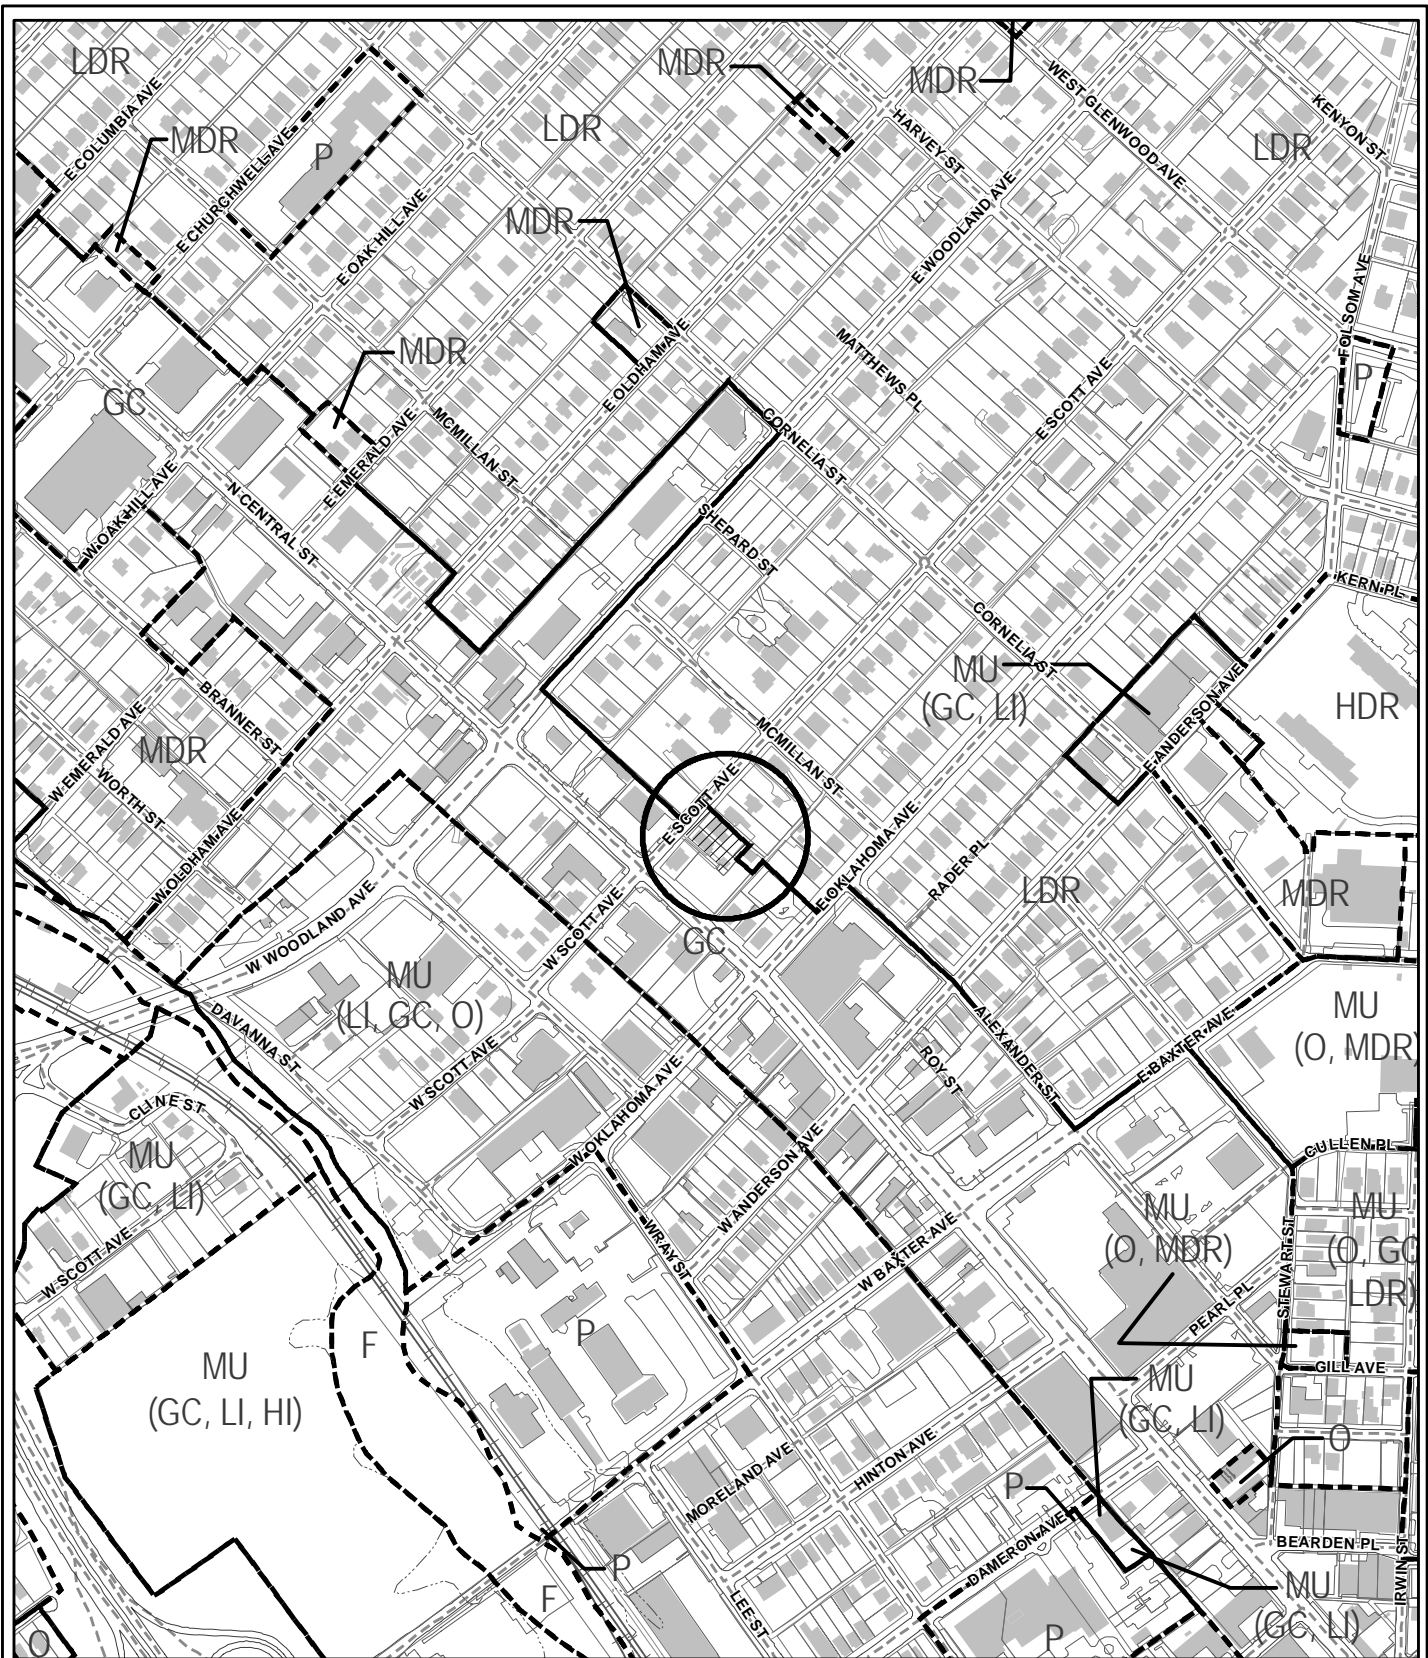 LDR
MDR
MDR
WEST GLENWOOD AVE
KENYON ST
E COLUMBIA AVE
MDR
E CHURCHWELL AVE
P
LDR
HARVEY ST
LDR
MDR
E OAK HILL AVE
E WOODLAND AVE
FOLSOM AVE
MDR
GC
E OLDHAM AVE
MATTHEWS PL
E SCOTT AVE
P
MCMILLAN ST
CORNELIA ST
E EMERALD AVE
W OAK HILL AVE
N CENTRAL ST
SHEPARD ST
KERN PL
CORNELIA ST
MU
(GC, LI)
E ANDERSON AVE
HDR
BRANNER ST
W EMERALD AVE
MDR
WORTH ST
MCMILLAN ST
E SCOTT AVE
W OLDHAM AVE
E OKLAHOMA AVE
RADER PL
LDR
MDR
W WOODLAND AVE
W SCOTT AVE
GC
MU
(LI, GC, O)
DAVANNA ST
MU
(O, MDR)
ALEXANDER ST
E BAXTER AVE
ROY ST
W SCOTT AVE
W OKLAHOMA AVE
CLINE ST
MU
(GC, LI)
W ANDERSON AVE
CULLEN PL
W SCOTT AVE
WRAY ST
W BAXTER AVE
MU
(O, MDR)
STEWART ST
MU
(O, GC
LDR)
PEARL PL
F
P
MU
(GC, LI, HI)
GILL AVE
MU
(GC, LI)
O
MORELAND AVE
HINTON AVE
P
DAMERON AVE
BEARDEN PL
IRWIN ST
P
F
LEE ST
MU
(GC, LI)
O
P